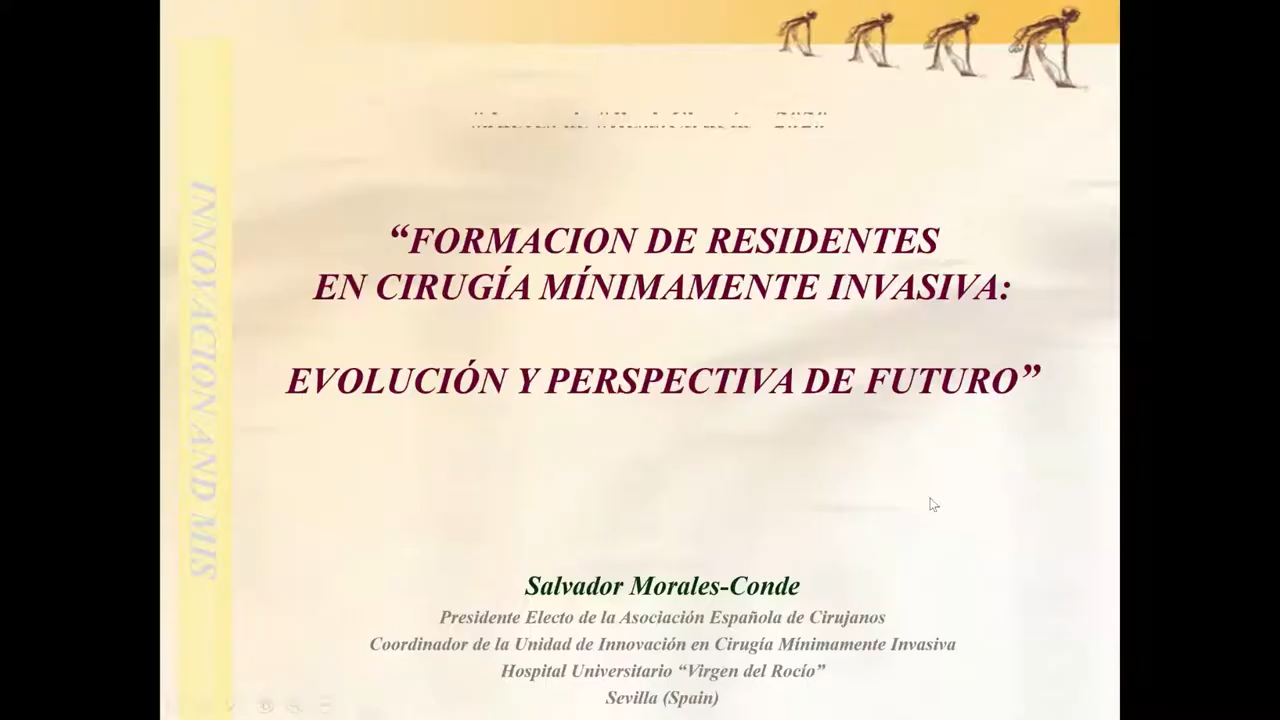 “FORMACION DE RESIDENTES
EN CIRUGÍA MÍNIMAMENTE INVASIVA:
EVOLUCIÓN Y PERSPECTIVA DE FUTURO”
INNOVACION AND MIS
Salvador Morales-Conde
Presidente Electo de la Asociación Española de Cirujanos
Coordinador de la Unidad de Innovación en Cirugía Mínimamente Invasiva
Hospital Universitario “Virgen del Rocío”
Sevilla (Spain)